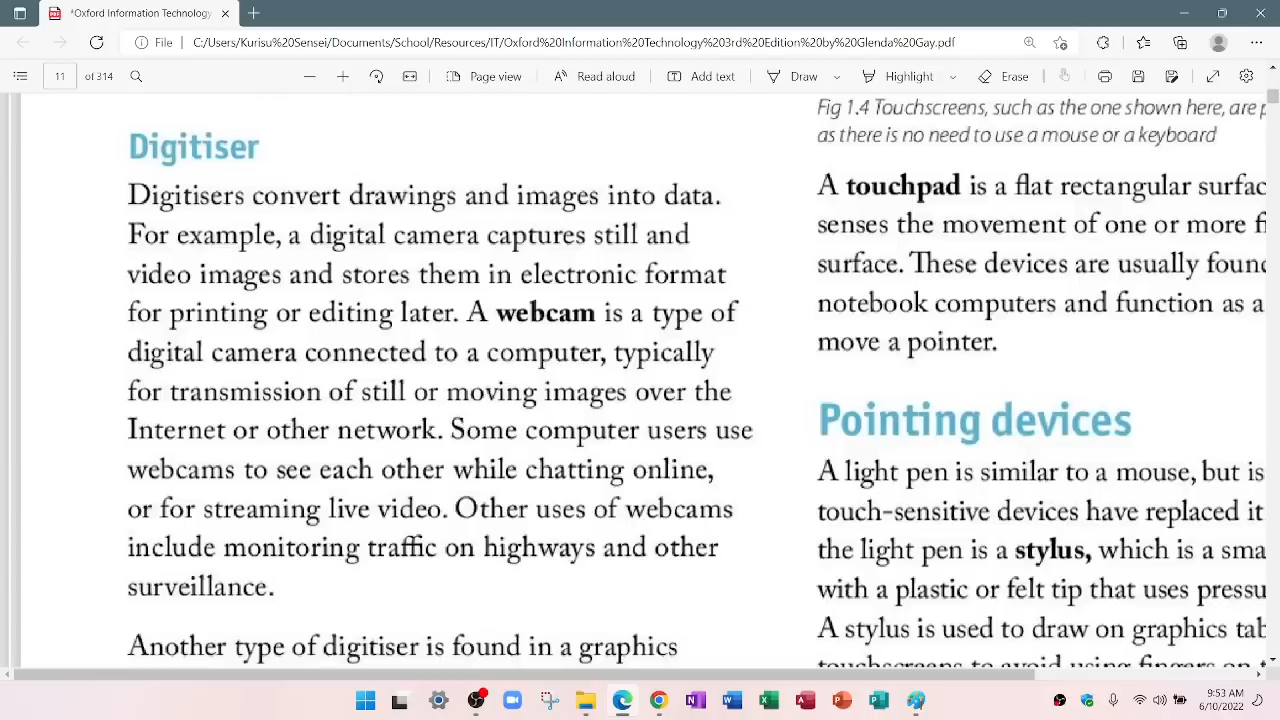 *Oxford Information Technology
File
C:/Users/Kurisu%20Sensei/Documents/School/Resources/IT/Oxford%20Information%20Technology%203rd%20Edition%20by%20Glenda%20Gay.pdf
11 of 314
Page view
Read aloud
Add text
Draw
Highlight
Erase
Digitiser
Digitisers convert drawings and images into data.
For example, a digital camera captures still and
video images and stores them in electronic format
for printing or editing later. A webcam is a type of
digital camera connected to a computer, typically
for transmission of still or moving images over the
Internet or other network. Some computer users use
webcams to see each other while chatting online,
or for streaming live video. Other uses of webcams
include monitoring traffic on highways and other
surveillance.
Another type of digitiser is found in a graphics
Fig 1.4 Touchscreens, such as the one shown here, are
as there is no need to use a mouse or a keyboard
A touchpad is a flat rectangular surfac
senses the movement of one or more fi
surface. These devices are usually found
notebook computers and function as a
move a pointer.
Pointing devices
A light pen is similar to a mouse, but is
touch-sensitive devices have replaced it
the light pen is a stylus, which is a sma
with a plastic or felt tip that uses pressu
A stylus is used to draw on graphics tab
touchscreens to avoid using fingers on
9:53 AM
6/10/2022